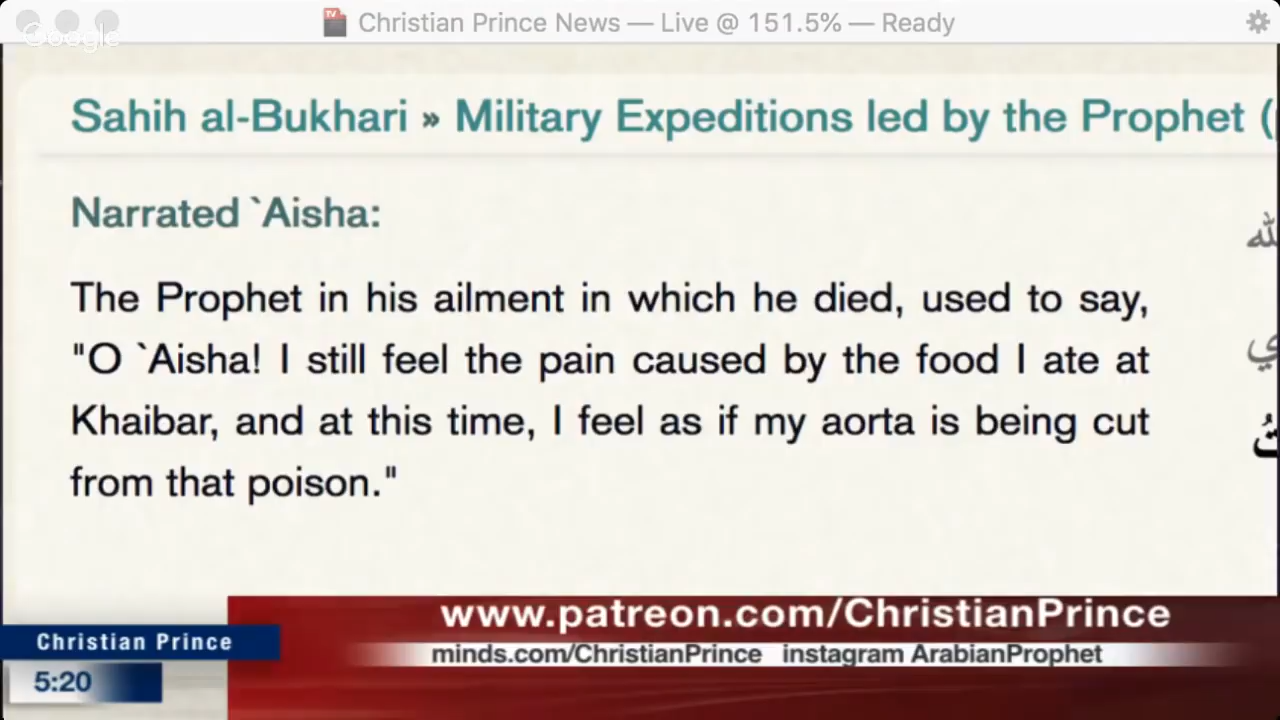 Christian Prince News — Live @ 151.5% — Ready
Google
Sahih al-Bukhari » Military Expeditions led by the Prophet (
Narrated `Aisha:
The Prophet in his ailment in which he died, used to say,
"O `Aisha! I still feel the pain caused by the food I ate at
Khaibar, and at this time, I feel as if my aorta is being cut
from that poison."
www.patreon.com/ChristianPrince
Christian Prince
minds.com/ChristianPrince instagram ArabianProphet
5:20